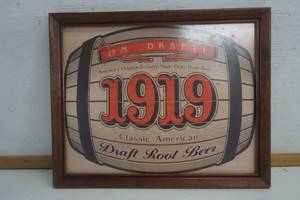 ON DRAFT
1919
Classic American
Draft Root Beer